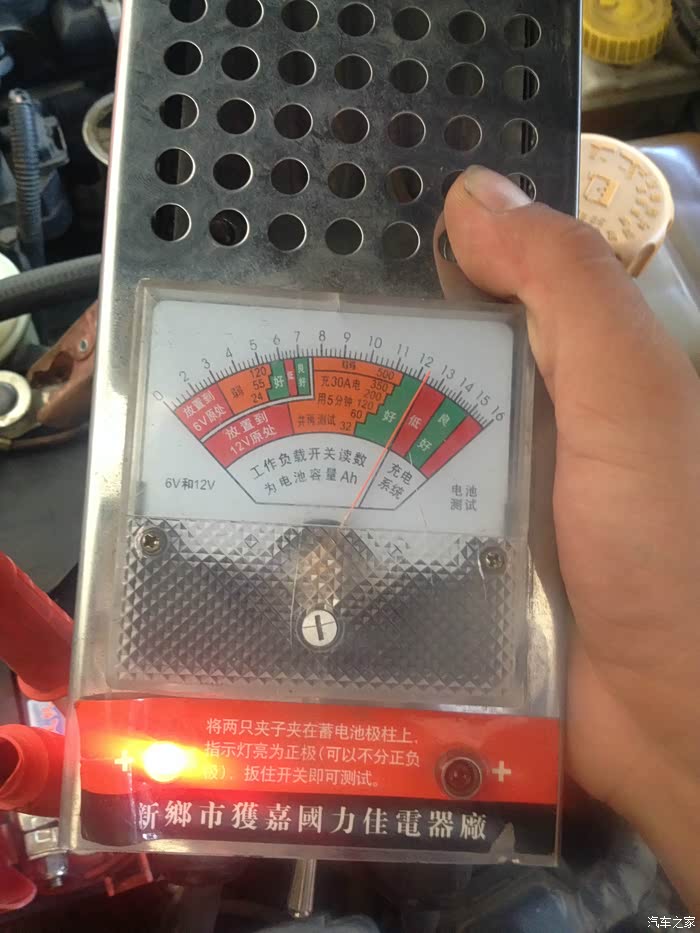 0 2 3 4 5 6 7 8 9 10 11 12 13 14 15 16
放置到
6V原处
弱
120
55
24
好
低
良
好
充30A电
用5分钟
并再测试
500
350
200
120
60
32
好
低
良
好
放置到
12V原处
工作负载开关读数
为电池容量Ah
充电
系统
6V和12V
电池
测试
将两只夹子夹在蓄电池极柱上、
指示灯亮为正极(可以不分正负
极)、扳住开关即可测试。
+ +
新鄉市獲嘉國力佳電器廠
汽车之家